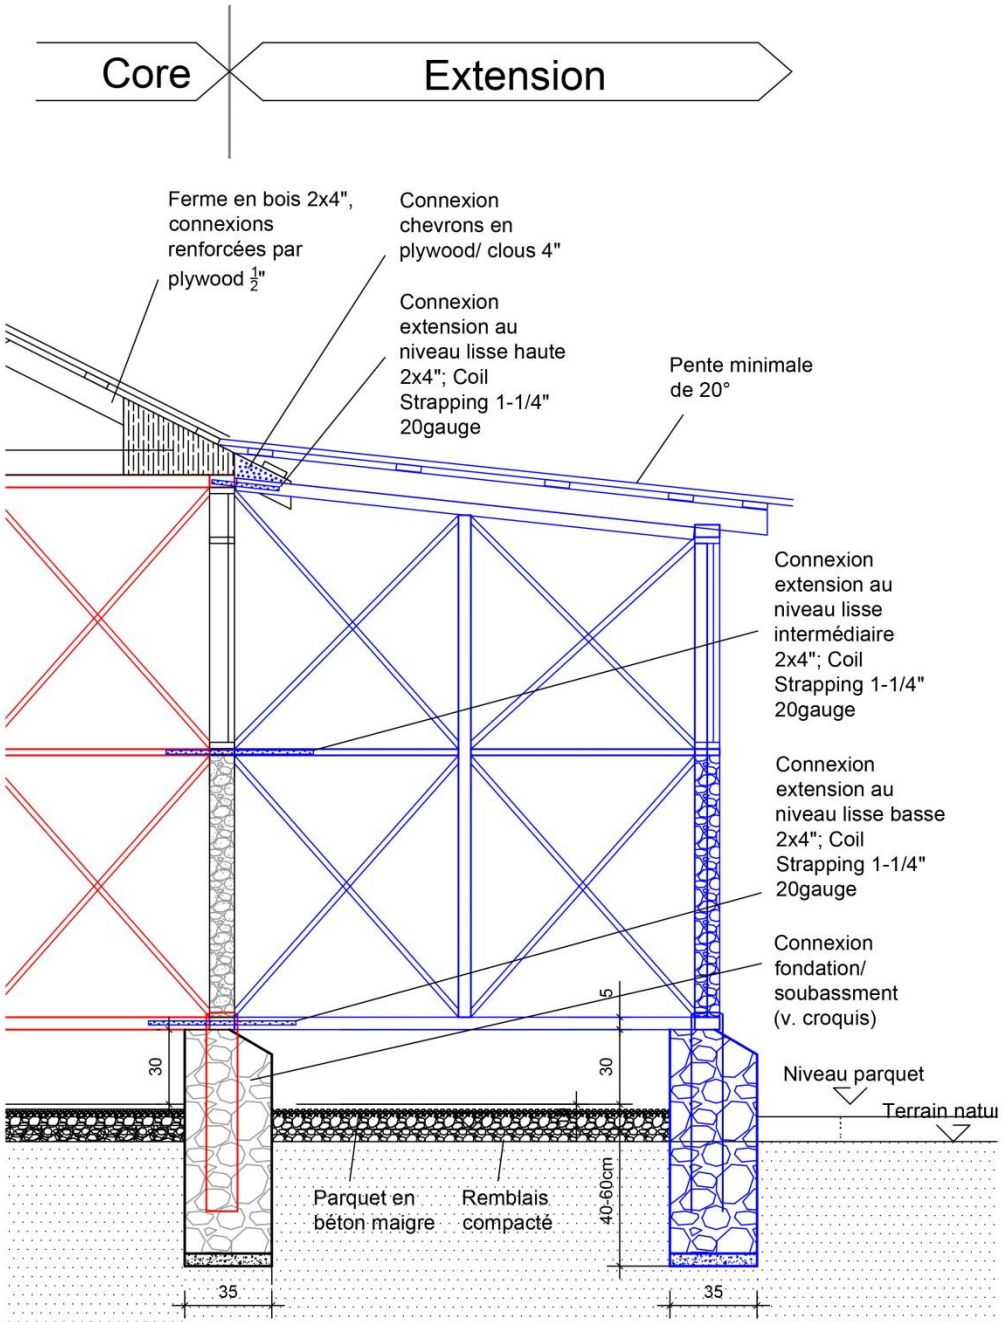 Core
Extension
Ferme en bois 2x4",
connexions
renforcées par
plywood ½"
Connexion
chevrons en
plywood/ clous 4"
Connexion
extension au
niveau lisse haute
2x4"; Coil
Strapping 1-1/4"
20gauge
Pente minimale
de 20°
Connexion
extension au
niveau lisse
intermédiaire
2x4"; Coil
Strapping 1-1/4"
20gauge
Connexion
extension au
niveau lisse basse
2x4"; Coil
Strapping 1-1/4"
20gauge
Connexion
fondation/
soubassment
(v. croquis)
5
30
30
Niveau parquet
Terrain natu
Parquet en
béton maigre
Remblais
compacté
40-60cm
35
35